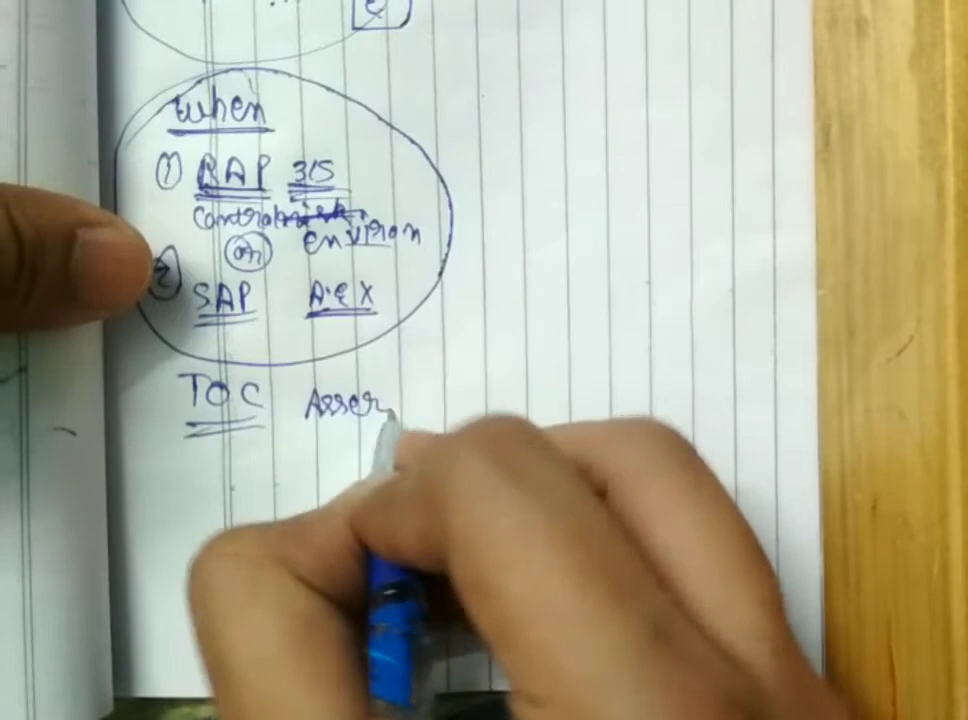 e
When
① RAP 315
Control
environ
or
② SAP A.E X
TOC Asser